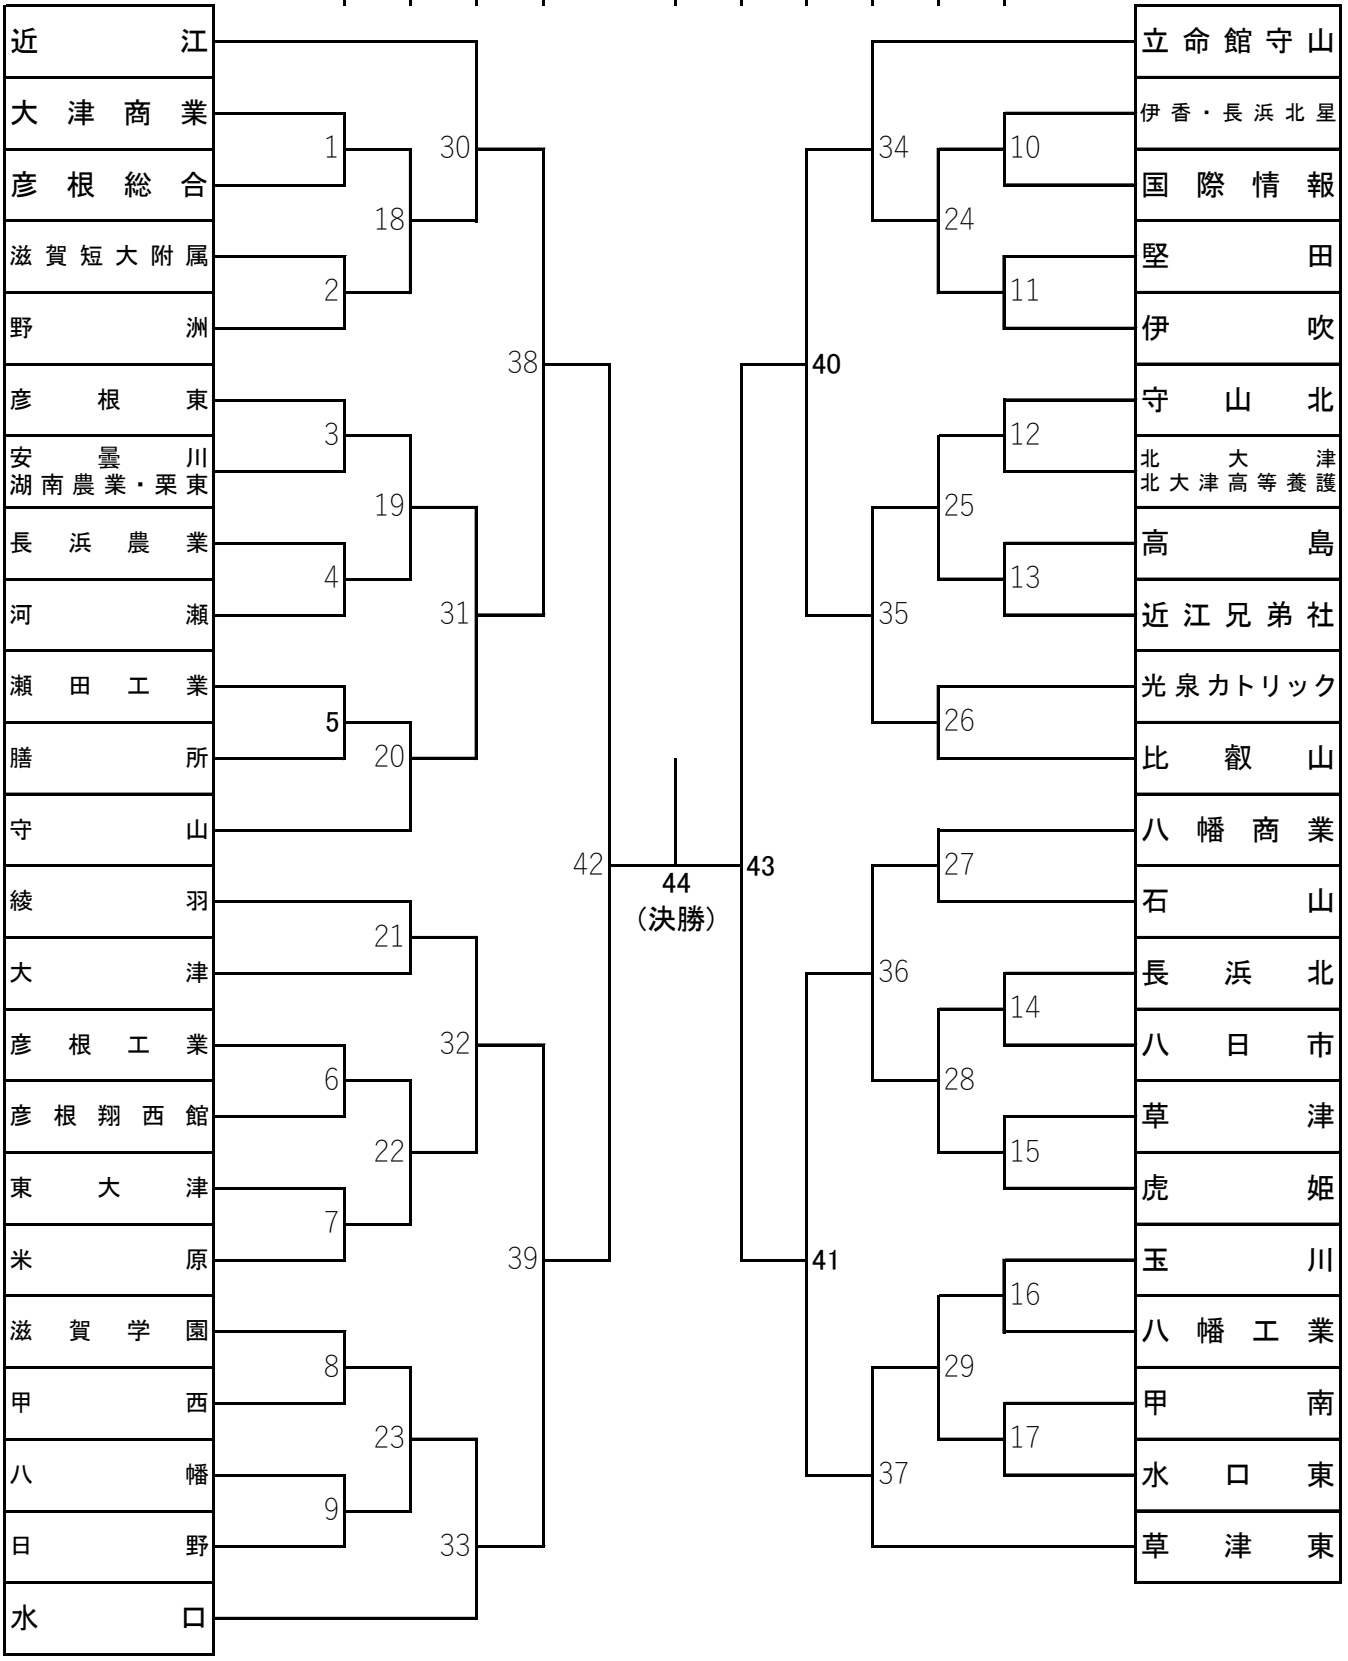 近江
大津商業
彦根総合
滋賀短大附属
野洲
彦根東
安曇川
湖南農業・栗東
長浜農業
河瀬
瀬田工業
膳所
守山
綾羽
大津
彦根工業
彦根翔西館
東大津
米原
滋賀学園
甲西
八幡
日野
水口
1
2
3
4
5
6
7
8
9
18
19
20
21
22
23
30
31
32
33
38
39
42
44
(決勝)
43
40
41
34
35
36
37
24
25
26
27
28
29
10
11
12
13
14
15
16
17
立命館守山
伊香・長浜北星
国際情報
堅田
伊吹
守山北
北大津
北大津高等養護
高島
近江兄弟社
光泉カトリック
比叡山
八幡商業
石山
長浜北
八日市
草津
虎姫
玉川
八幡工業
甲南
水口東
草津東